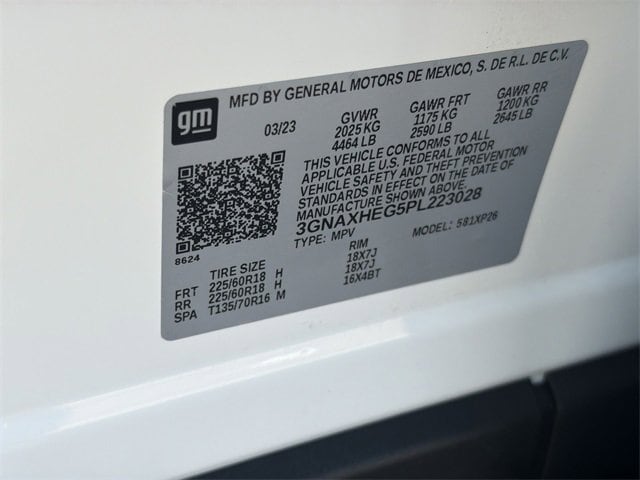 gm
MFD BY GENERAL MOTORS DE MEXICO, S. DE R.L. DE C.V.
03/23 GVWR GAWR FRT GAWR RR
2025 KG 1175 KG 1200 KG
4464 LB 2590 LB 2645 LB
THIS VEHICLE CONFORMS TO ALL
APPLICABLE U.S. FEDERAL MOTOR
VEHICLE SAFETY AND THEFT PREVENTION
STANDARDS IN EFFECT ON THE DATE OF
MANUFACTURE SHOWN ABOVE.
3GNAXHEG5PL223028
TYPE: MPV MODEL: 581XP26
8624
TIRE SIZE RIM
FRT 225/60R18 H 18X7J
RR 225/60R18 H 18X7J
SPA T135/70R16 M 16X4BT